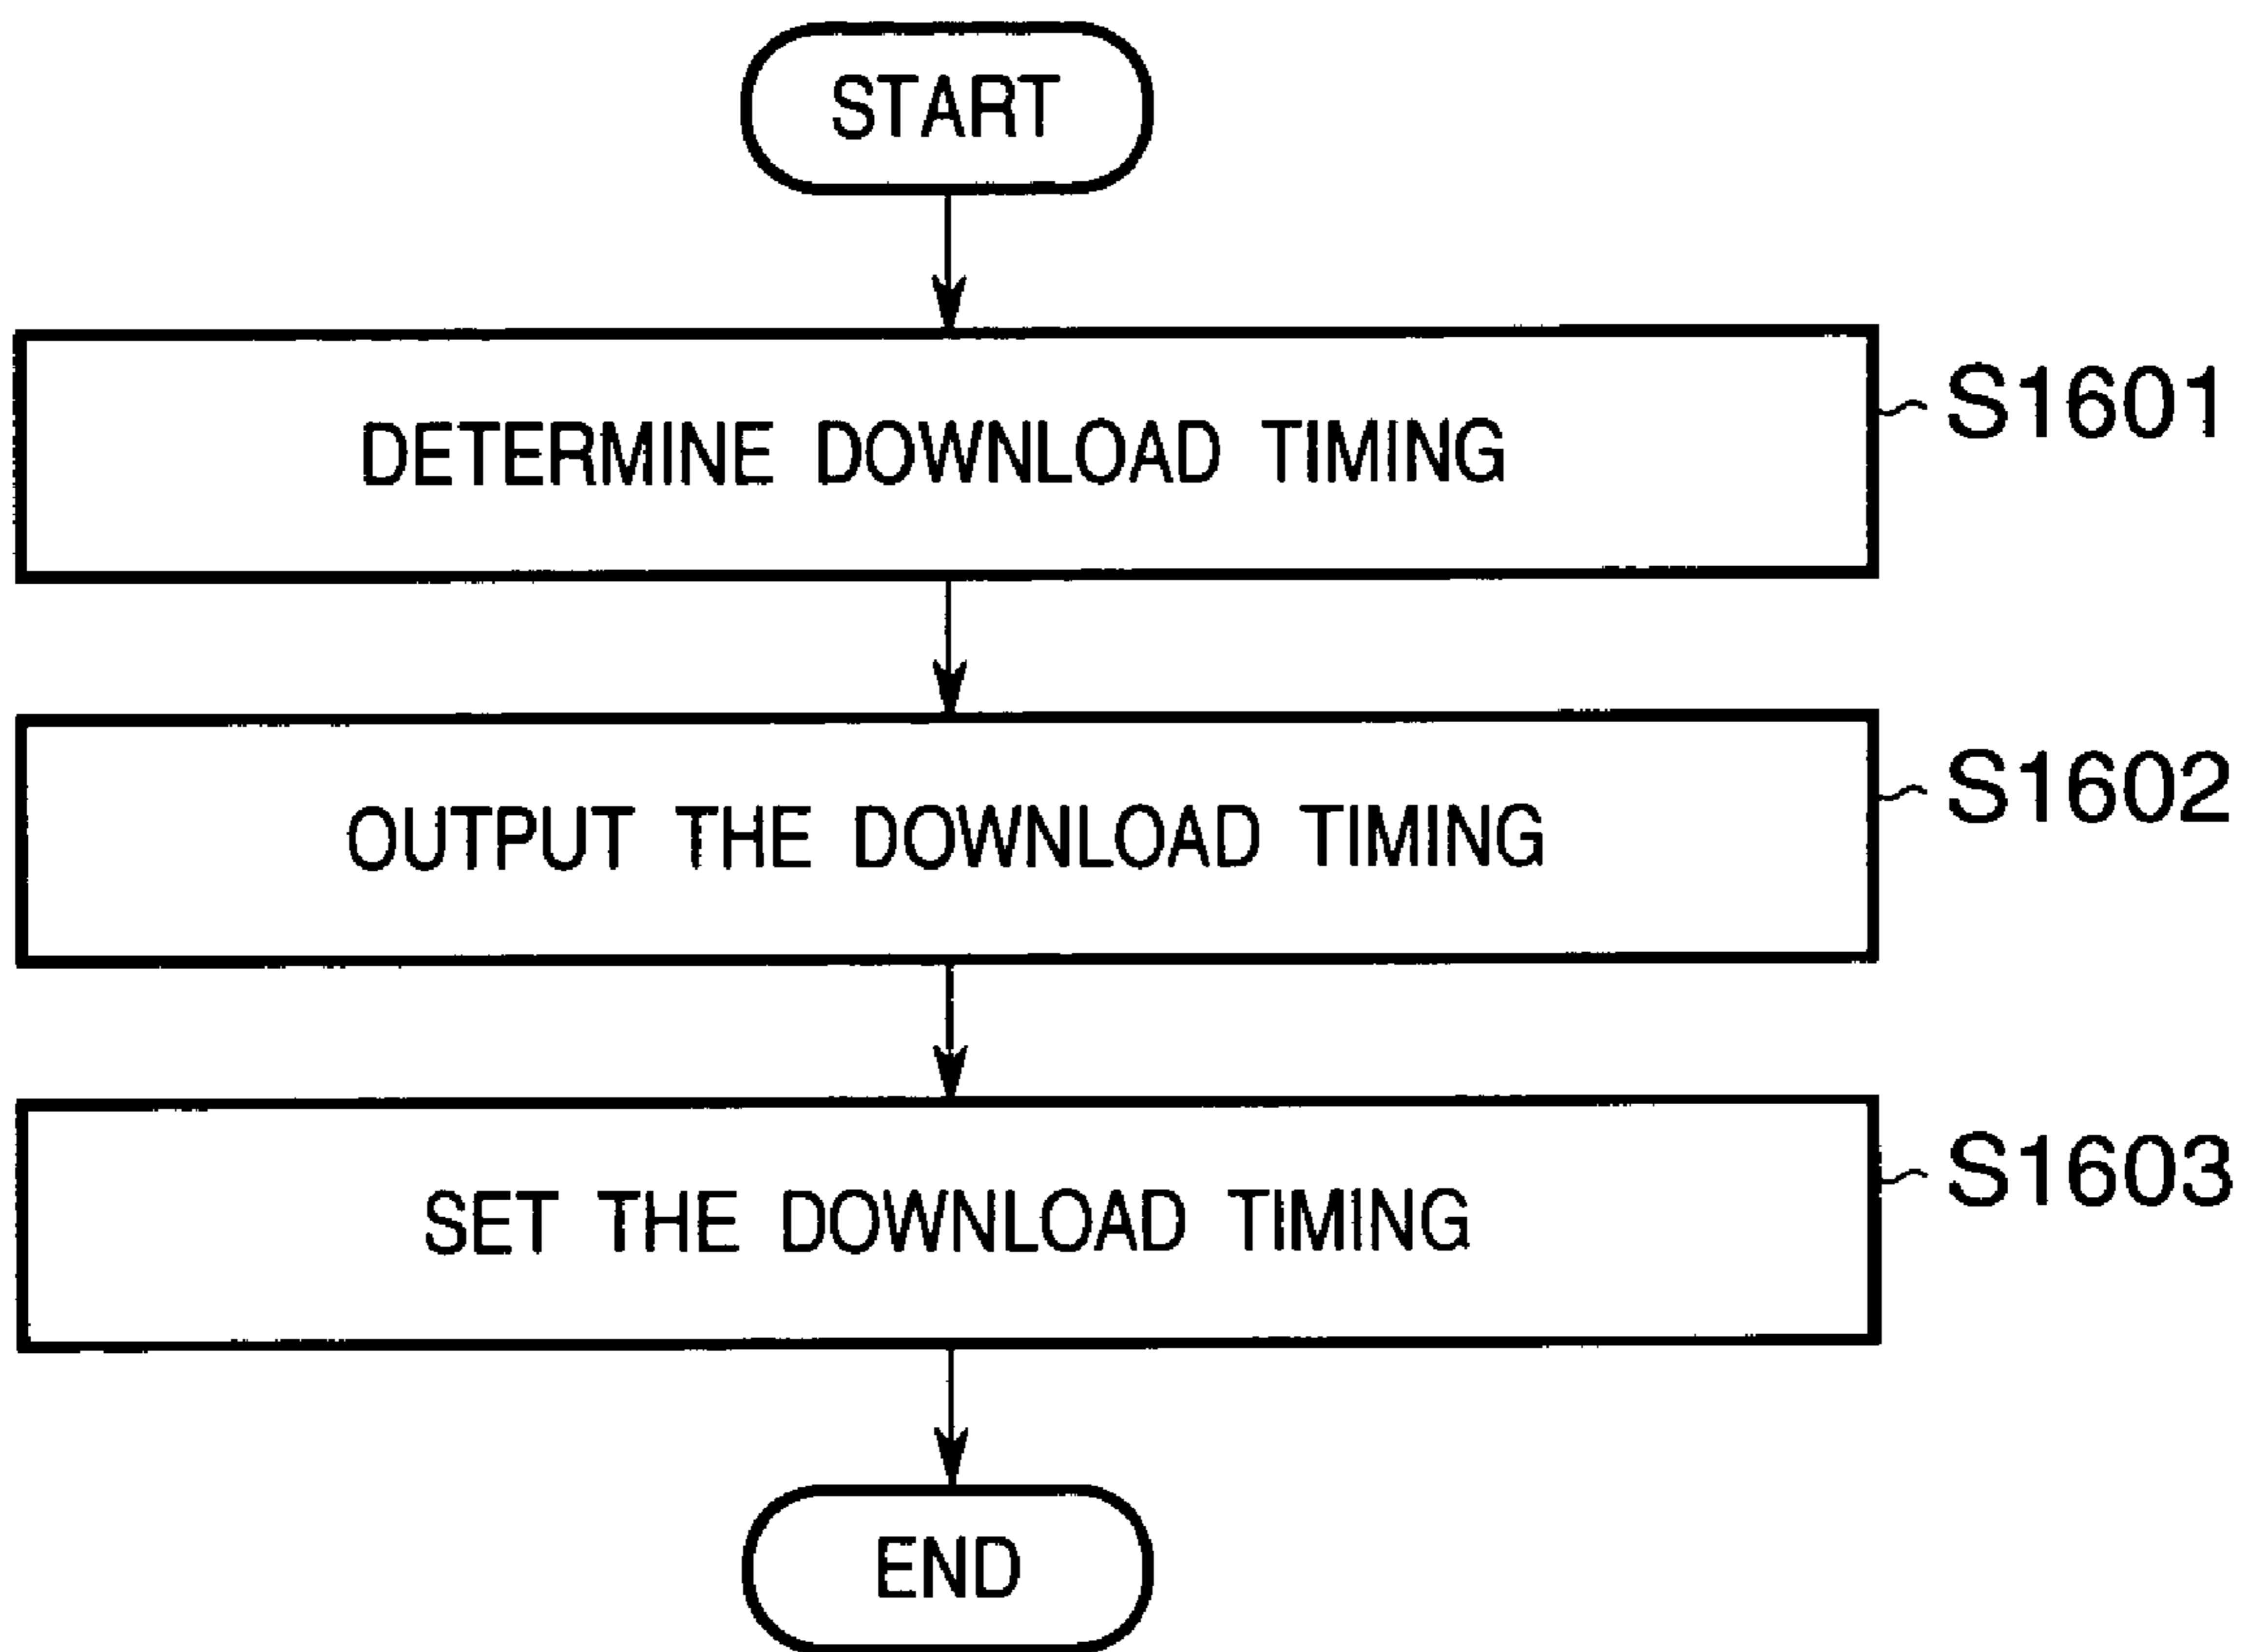 START
DETERMINE DOWNLOAD TIMING
S1601
OUTPUT THE DOWNLOAD TIMING
S1602
SET THE DOWNLOAD TIMING
S1603
END